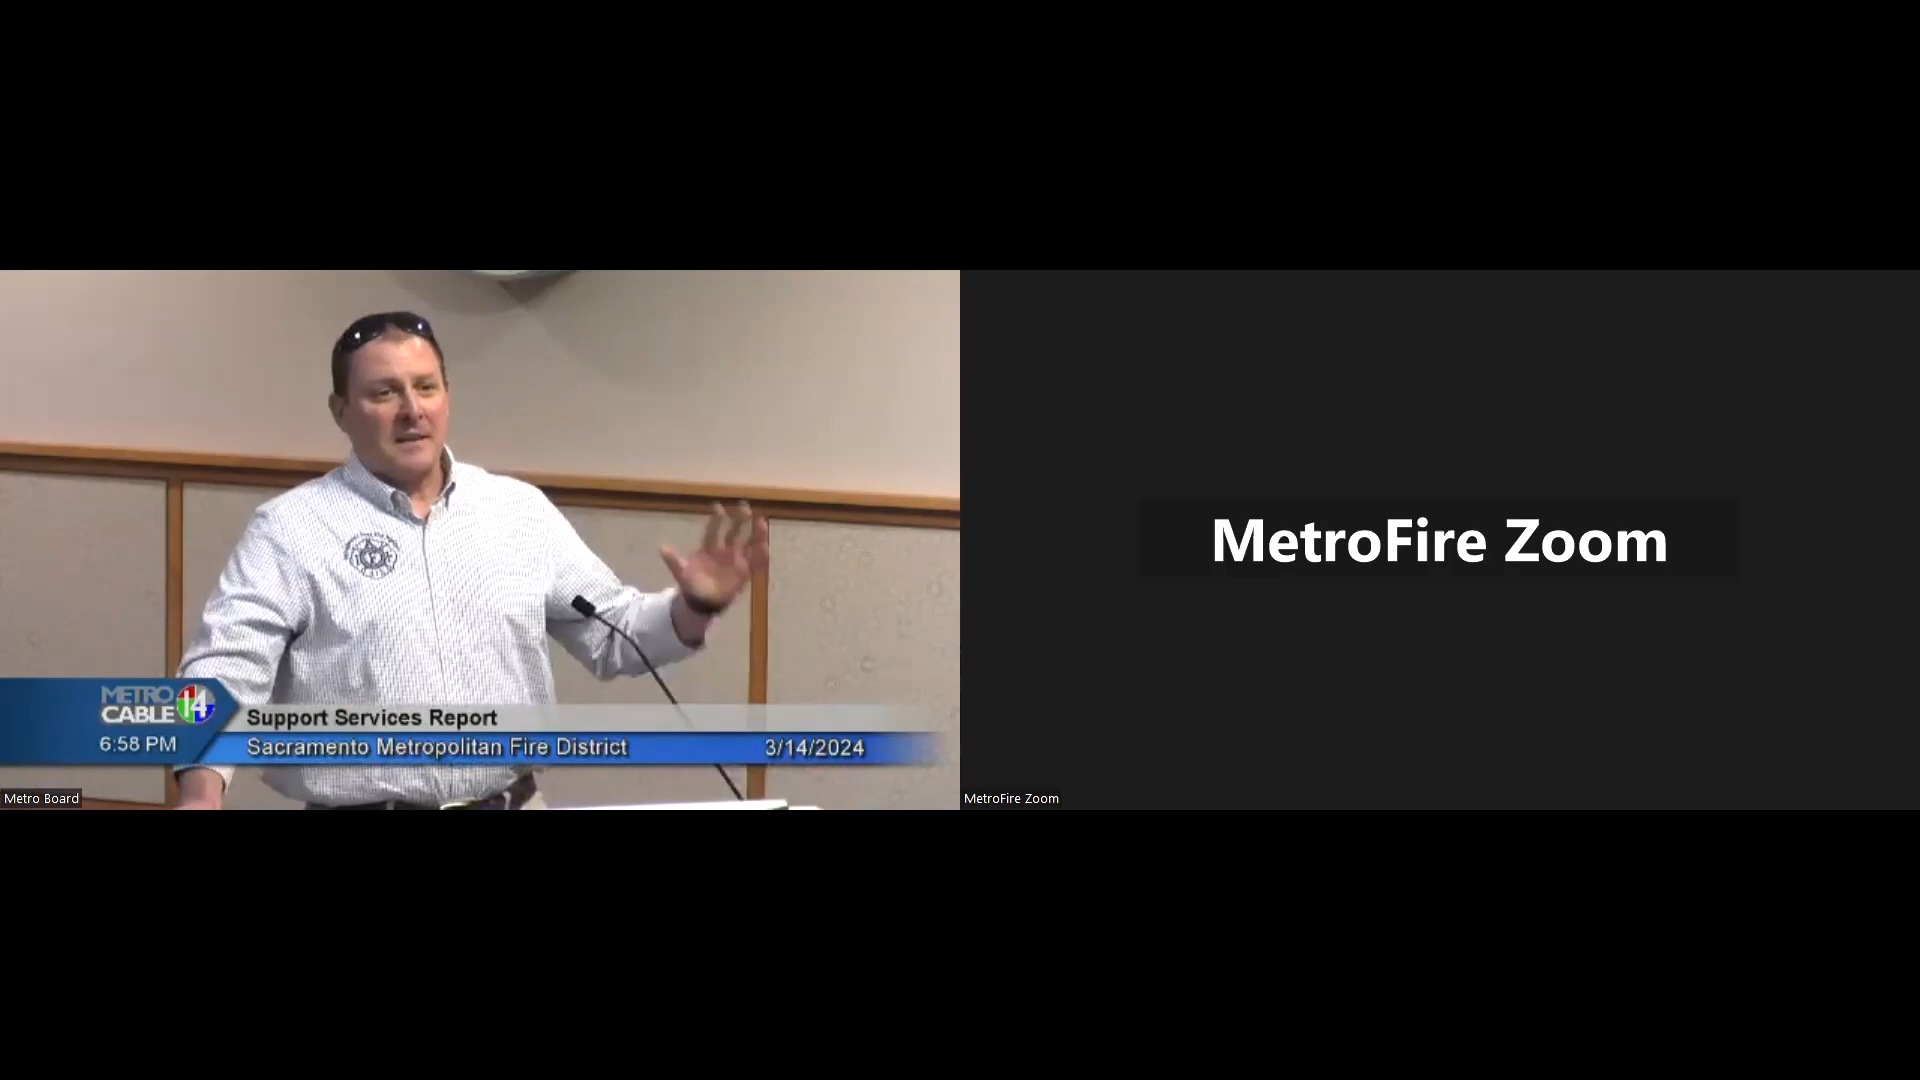 METRO
CABLE 14
6:58 PM
Support Services Report
Sacramento Metropolitan Fire District 3/14/2024
Metro Board
MetroFire Zoom
MetroFire Zoom